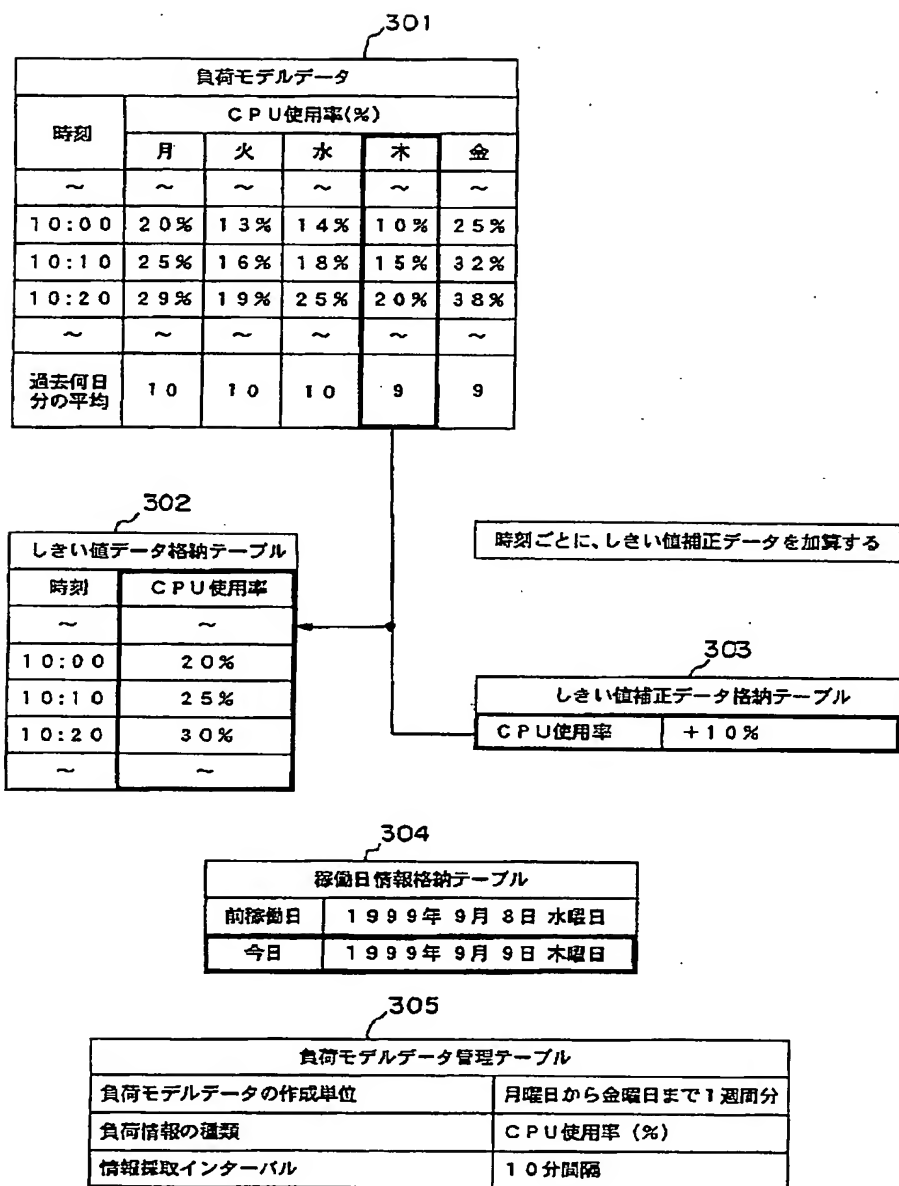 301
負荷モデルデータ
時刻 CPU使用率(%)
月 火 水 木 金
～ ～ ～ ～ ～ ～
10:00 20% 13% 14% 10% 25%
10:10 25% 16% 18% 15% 32%
10:20 29% 19% 25% 20% 38%
～ ～ ～ ～ ～ ～
過去何日
分の平均 10 10 10 9 9
302
しきい値データ格納テーブル
時刻 CPU使用率
～ ～
10:00 20%
10:10 25%
10:20 30%
～ ～
時刻ごとに、しきい値補正データを加算する
303
しきい値補正データ格納テーブル
CPU使用率 +10%
304
稼働日情報格納テーブル
前稼働日 1999年 9月 8日 水曜日
今日 1999年 9月 9日 木曜日
305
負荷モデルデータ管理テーブル
負荷モデルデータの作成単位 月曜日から金曜日まで1週間分
負荷情報の種類 CPU使用率(%)
情報採取インターバル 10分間隔